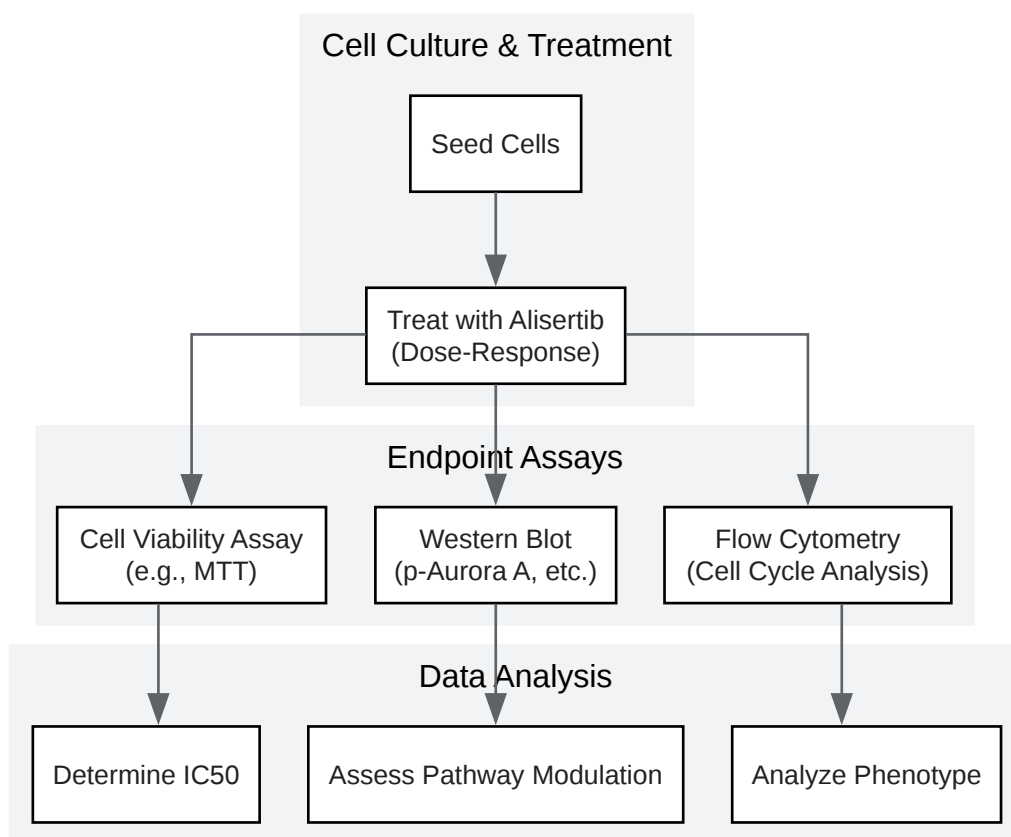 Cell Culture & Treatment
Seed Cells
Treat with Alisertib
(Dose-Response)
Endpoint Assays
Cell Viability Assay
(e.g., MTT)
Western Blot
(p-Aurora A, etc.)
Flow Cytometry
(Cell Cycle Analysis)
Data Analysis
Determine IC50
Assess Pathway Modulation
Analyze Phenotype